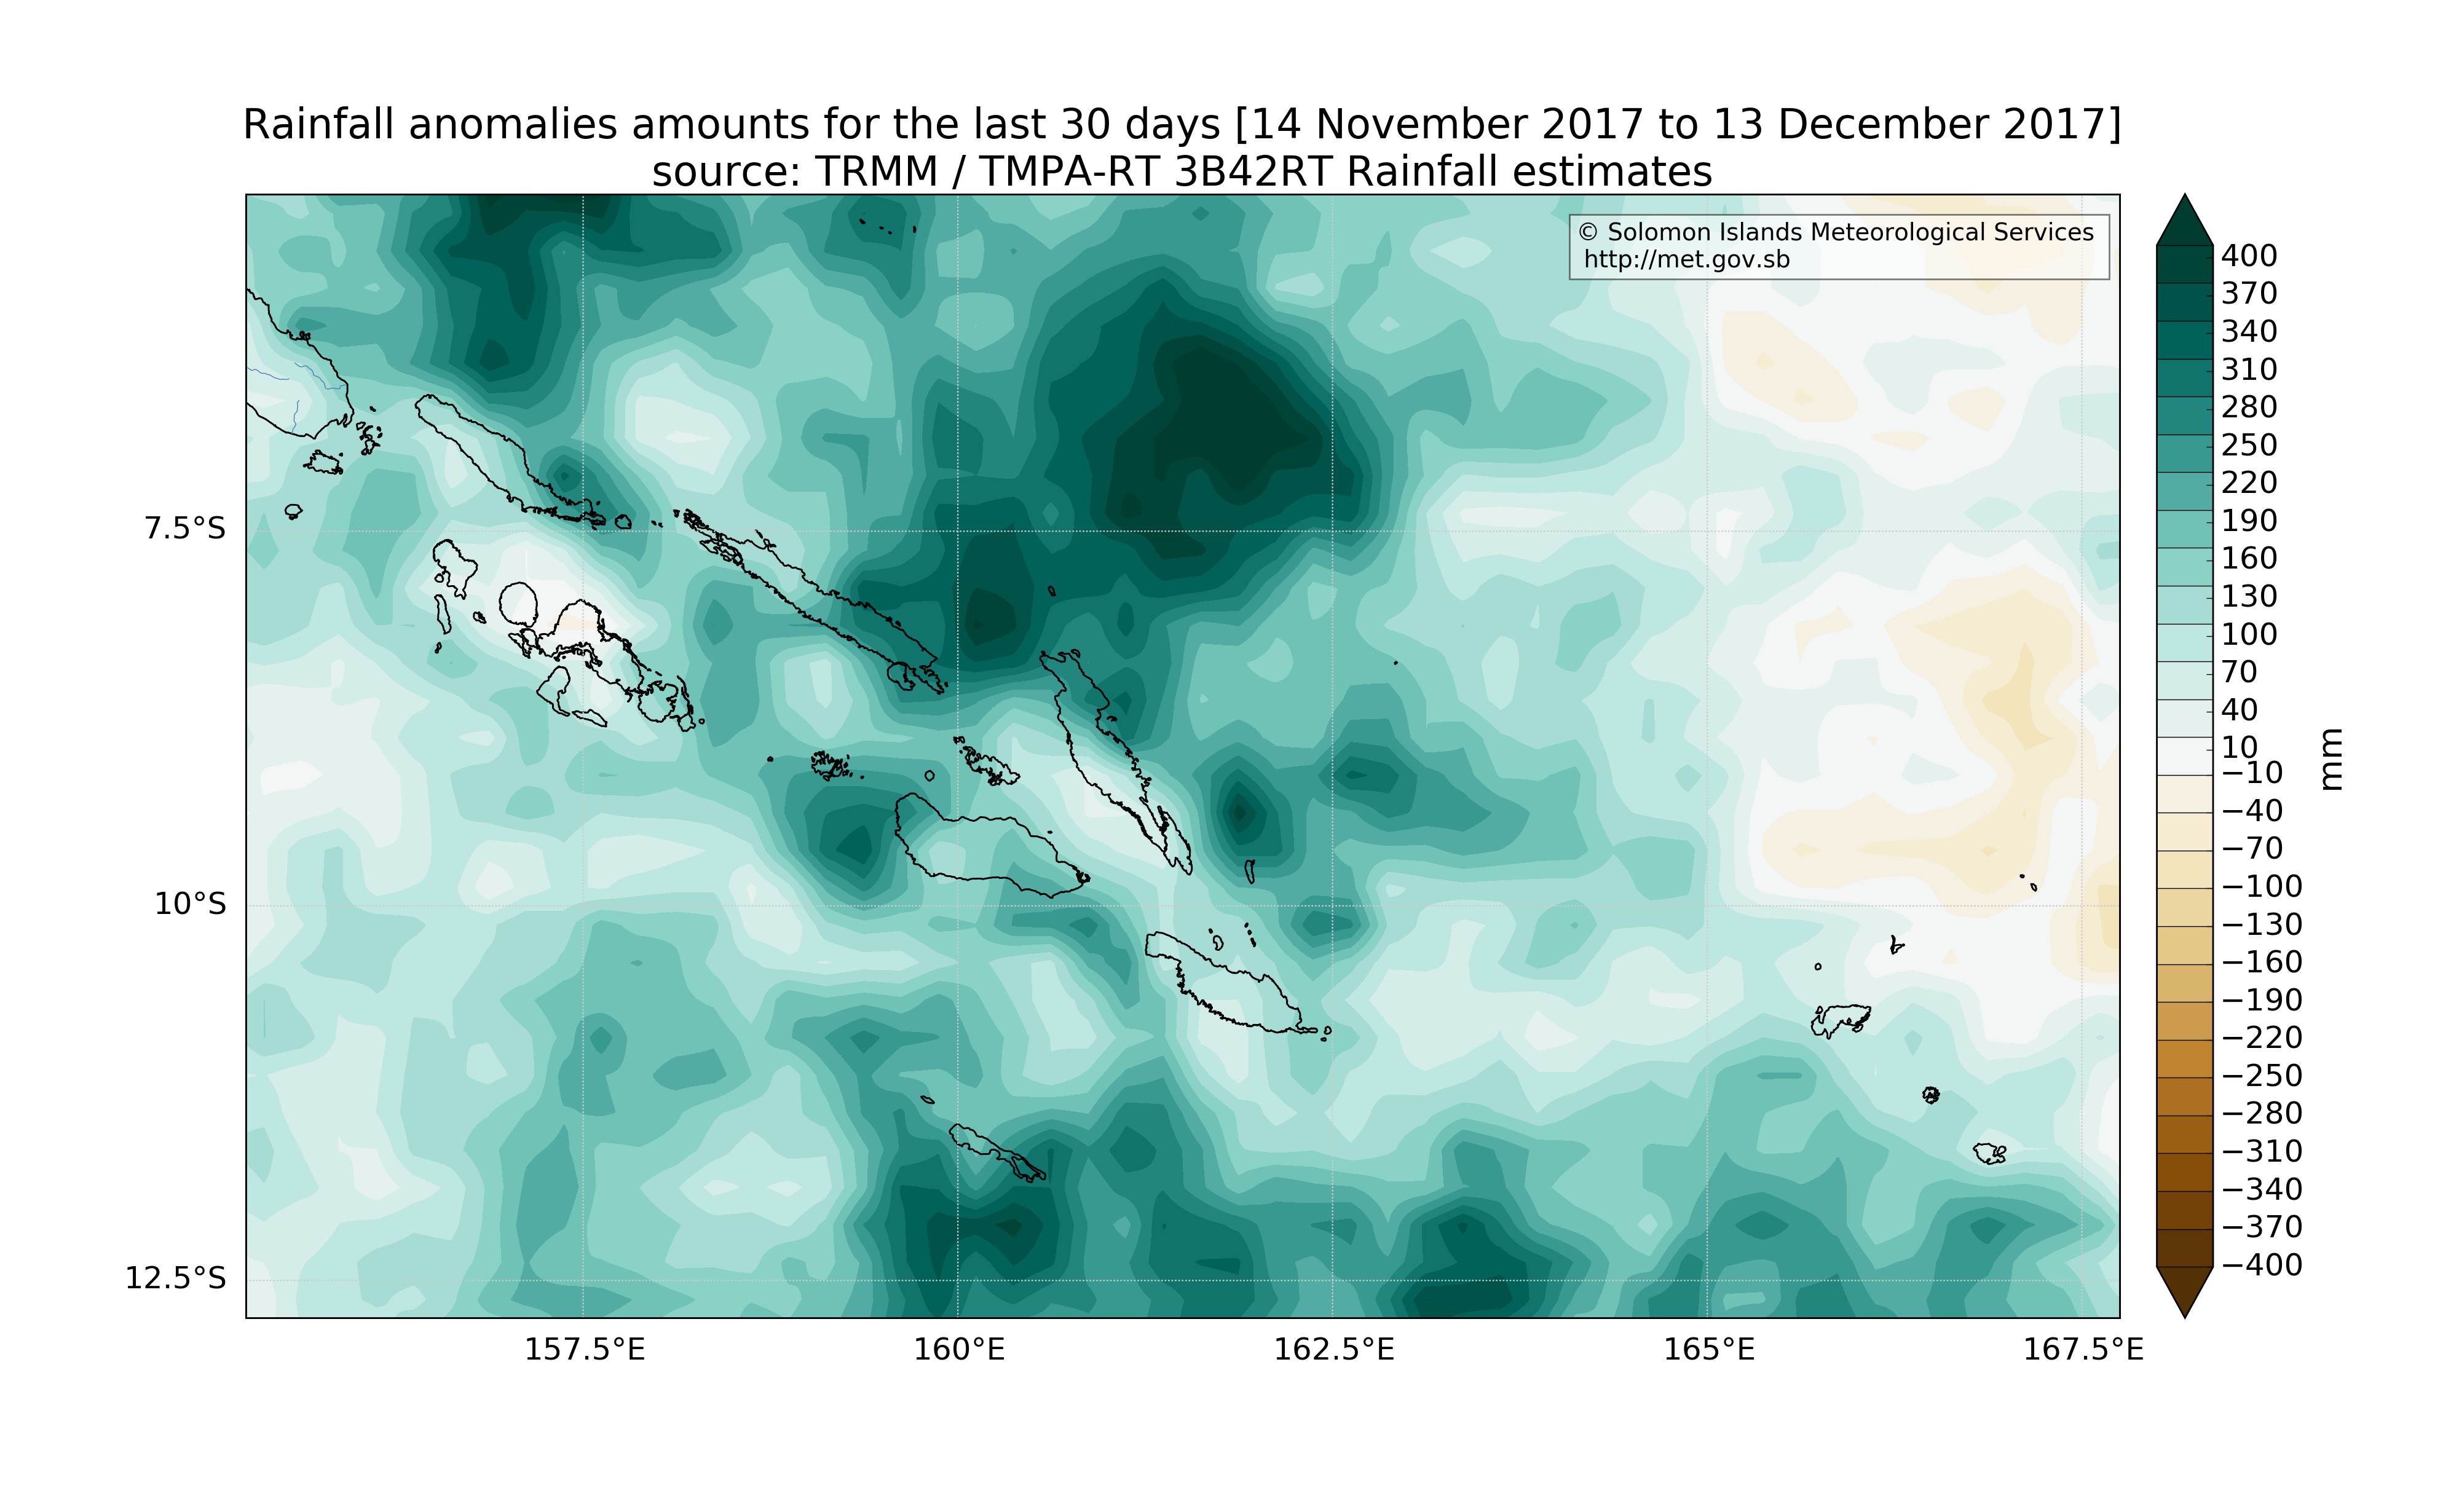 Rainfall anomalies amounts for the last 30 days [14 November 2017 to 13 December 2017]
source: TRMM / TMPA-RT 3B42RT Rainfall estimates
© Solomon Islands Meteorological Services
http://met.gov.sb
7.5°S
10°S
12.5°S
157.5°E
160°E
162.5°E
165°E
167.5°E
400
370
340
310
280
250
220
190
160
130
100
70
40
10
−10
−40
−70
−100
−130
−160
−190
−220
−250
−280
−310
−340
−370
−400
mm